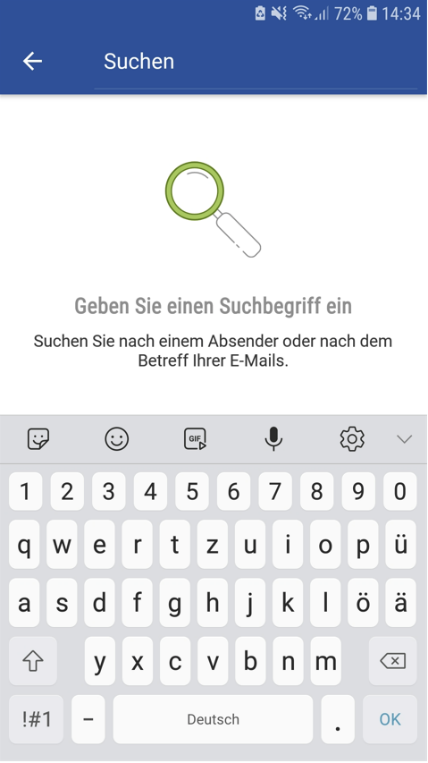 72% 14:34
Suchen
Geben Sie einen Suchbegriff ein
Suchen Sie nach einem Absender oder nach dem
Betreff Ihrer E-Mails.
GIF
1 2 3 4 5 6 7 8 9 0
q w e r t z u i o p ü
a s d f g h j k l ö ä
y x c v b n m
!#1 - Deutsch . OK